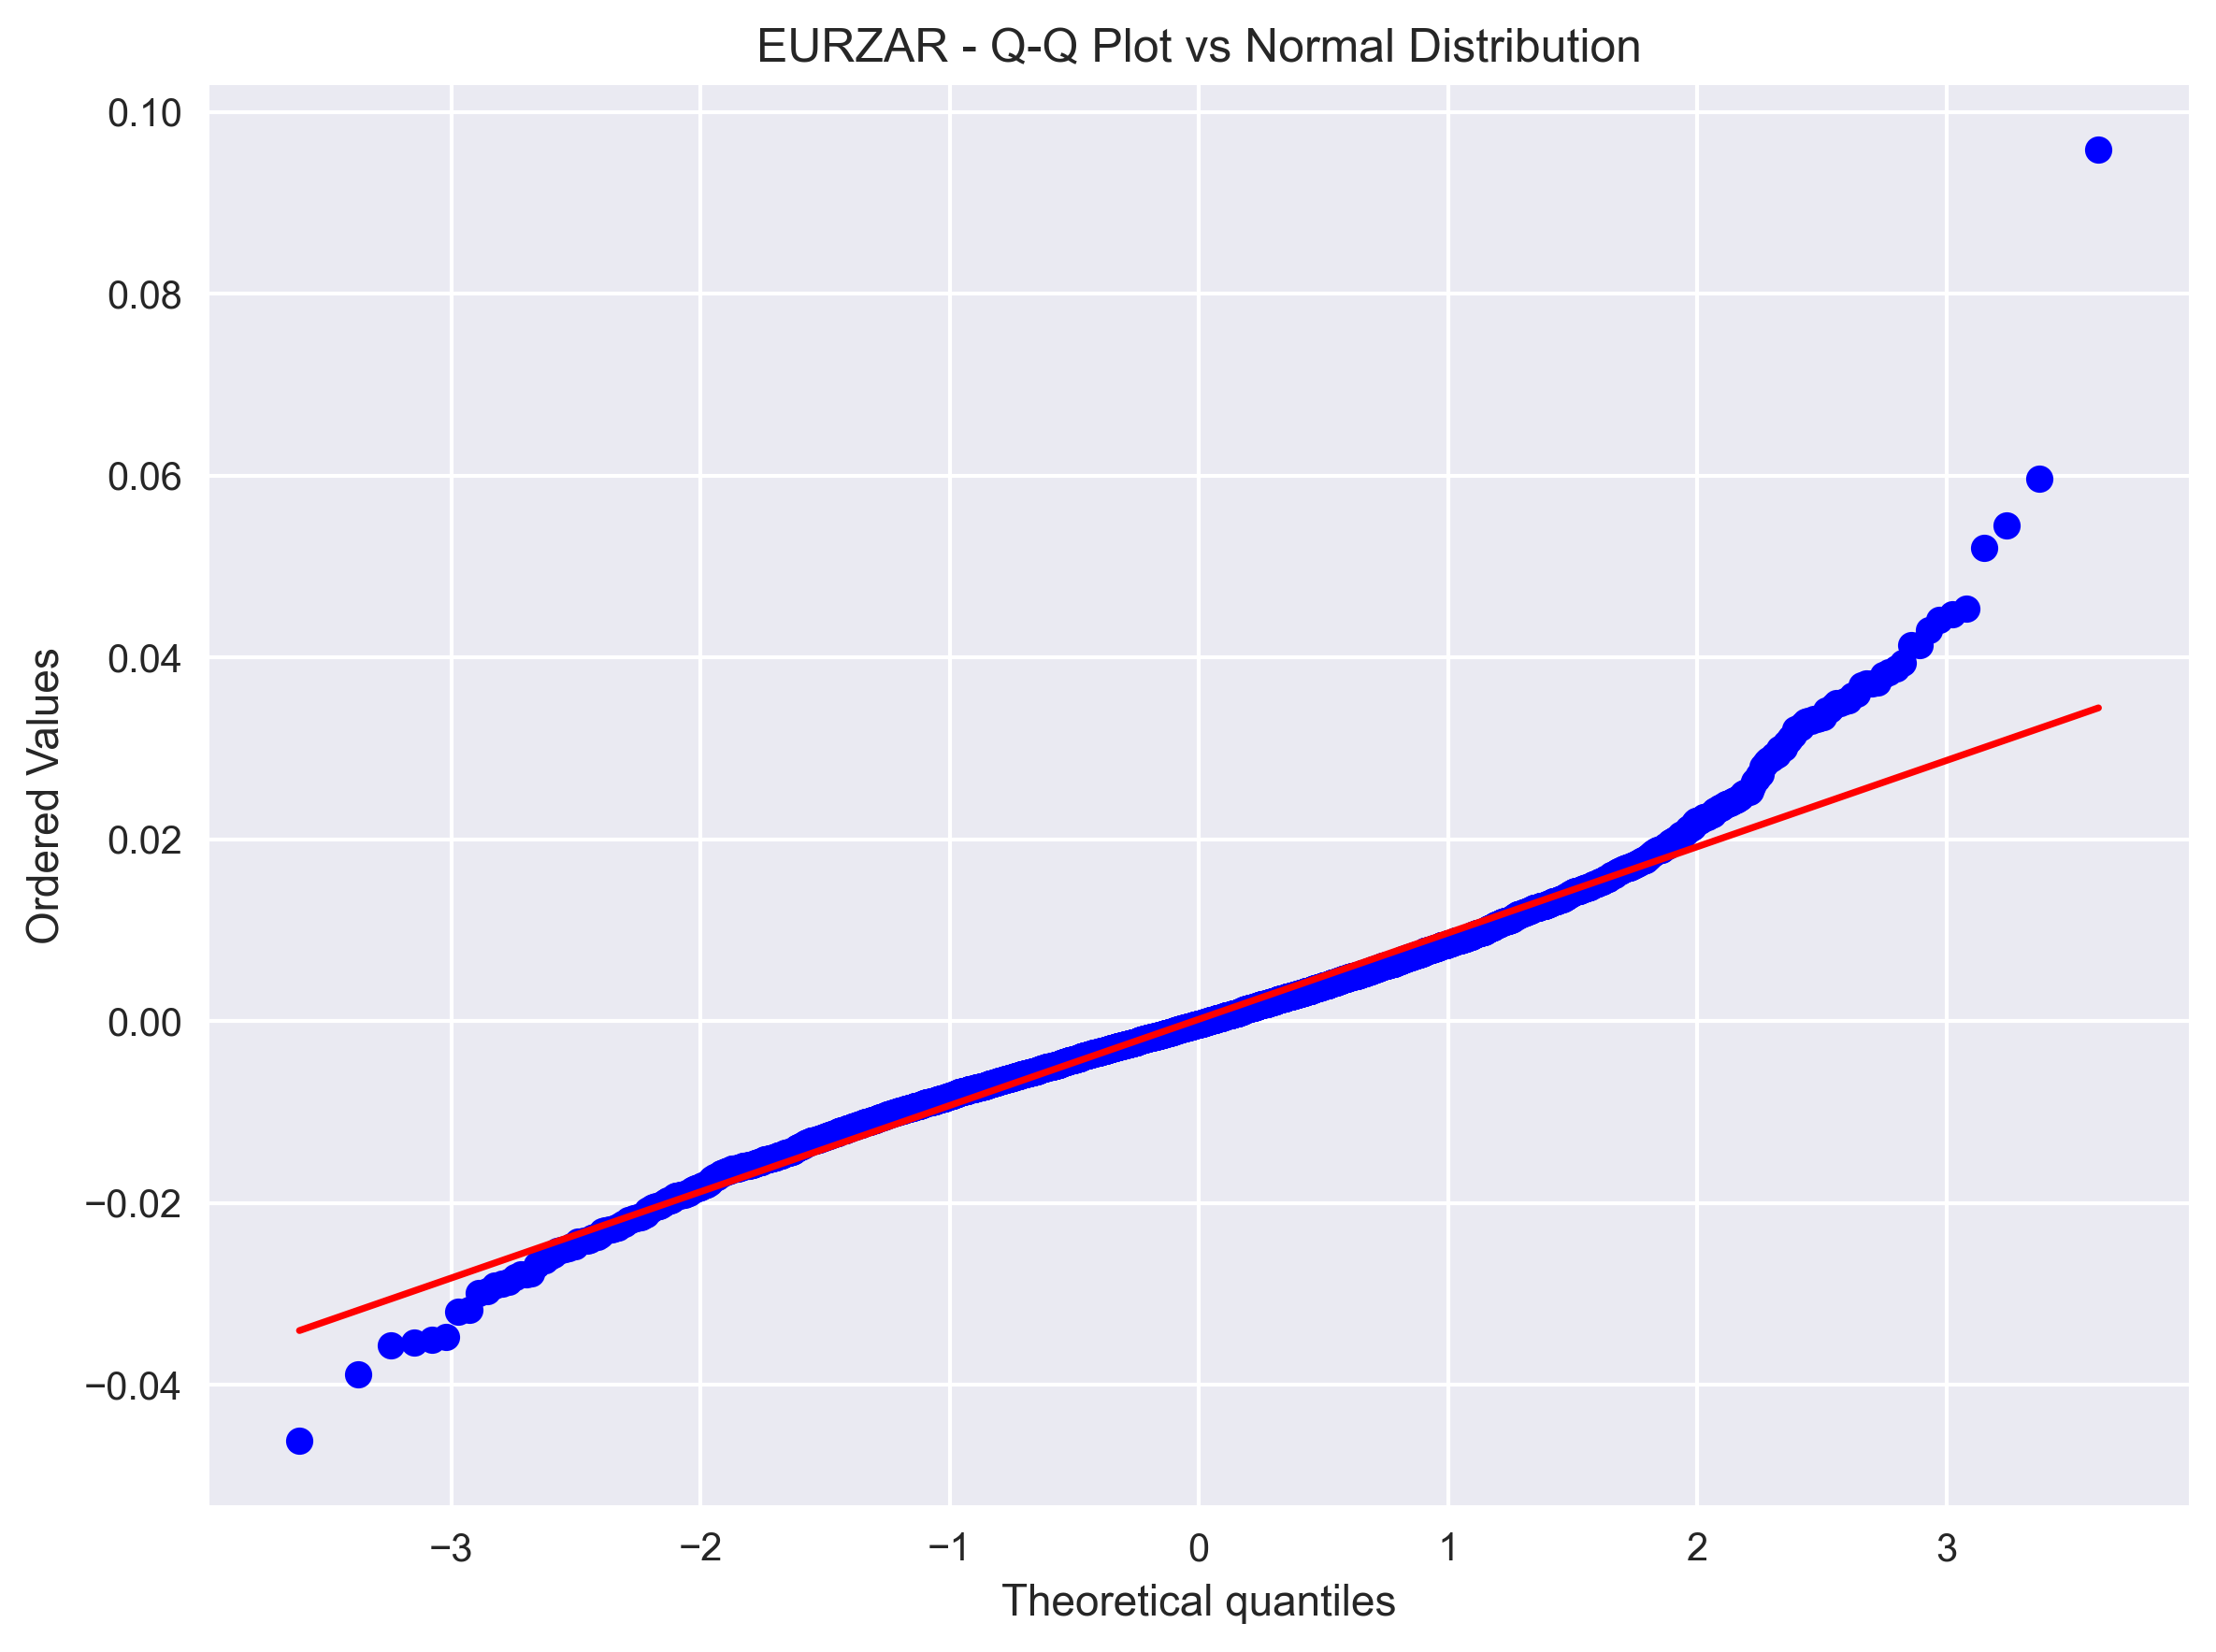 EURZAR - Q-Q Plot vs Normal Distribution
0.10
0.08
0.06
0.04
0.02
0.00
−0.02
−0.04
Ordered Values
−3 −2 −1 0 1 2 3
Theoretical quantiles